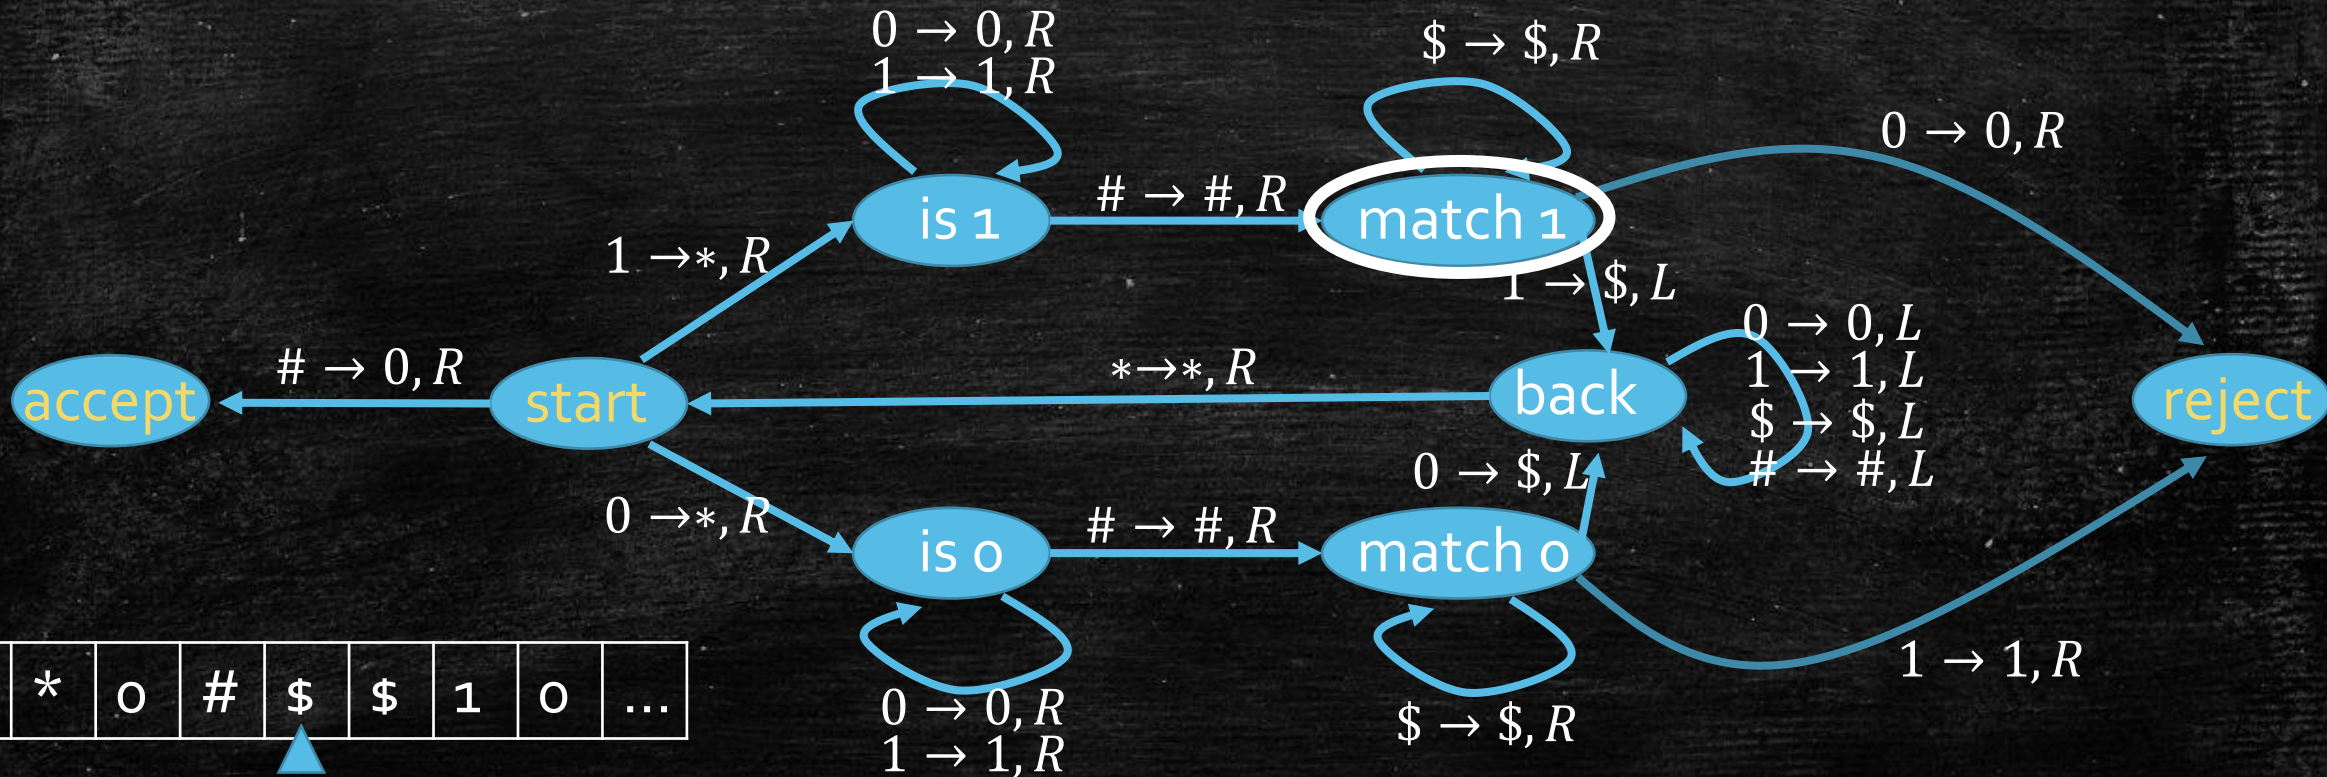 0 → 0, R
1 → 1, R
$ → $, R
0 → 0, R
# → #, R
is 1
match 1
1 →*, R
1 → $, L
0 → 0, L
1 → 1, L
$ → $, L
# → #, L
# → 0, R
*→*, R
accept
start
back
reject
0 → $, L
0 →*, R
# → #, R
is 0
match 0
1 → 1, R
* 0 # $ $ 1 0 ...
0 → 0, R
1 → 1, R
$ → $, R